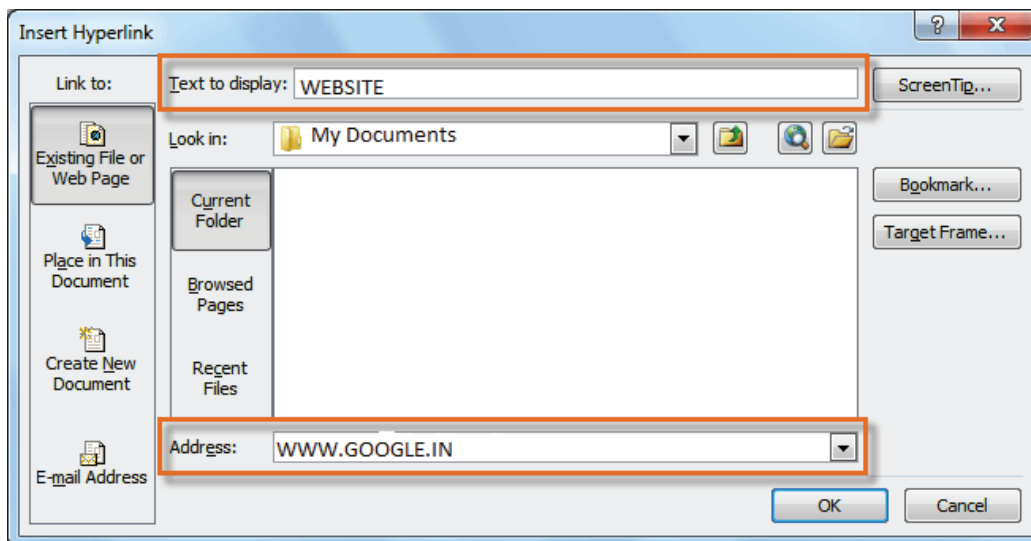 Insert Hyperlink
Link to:
Text to display: WEBSITE
ScreenTip...
Existing File or
Web Page
Look in: My Documents
Current
Folder
Bookmark...
Target Frame...
Place in This
Document
Browsed
Pages
Create New
Document
Recent
Files
E-mail Address
Address: WWW.GOOGLE.IN
OK
Cancel